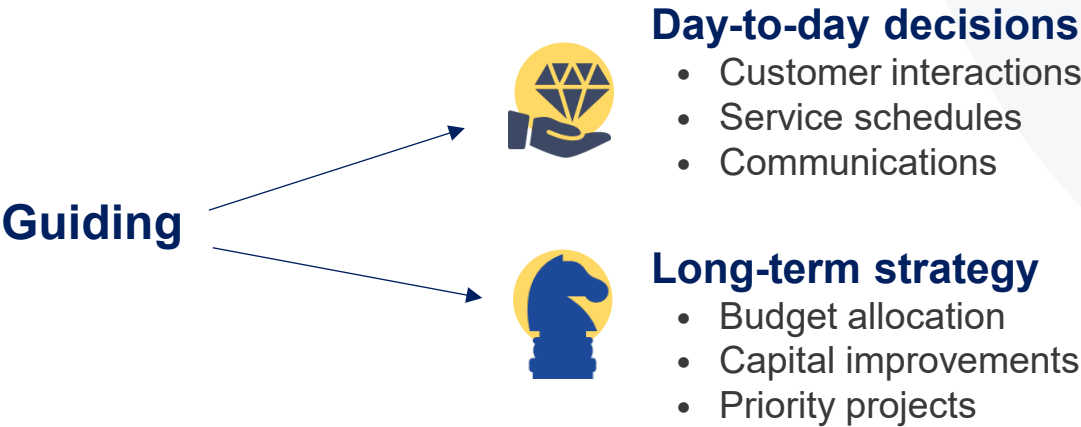 Guiding
Day-to-day decisions
• Customer interactions
• Service schedules
• Communications
Long-term strategy
• Budget allocation
• Capital improvements
• Priority projects